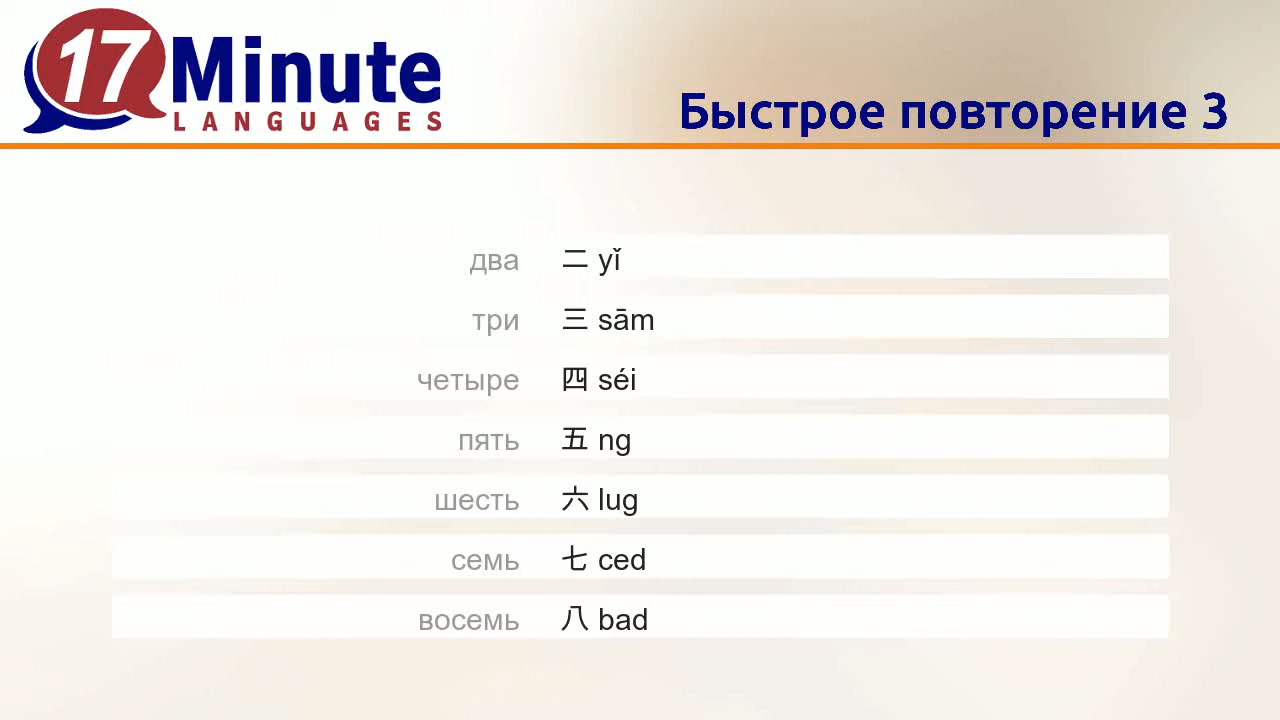 17 Minute
LANGUAGES
Быстрое повторение 3
два 二 yǐ
три 三 sām
четыре 四 séi
пять 五 ng
шесть 六 lug
семь 七 ced
восемь 八 bad